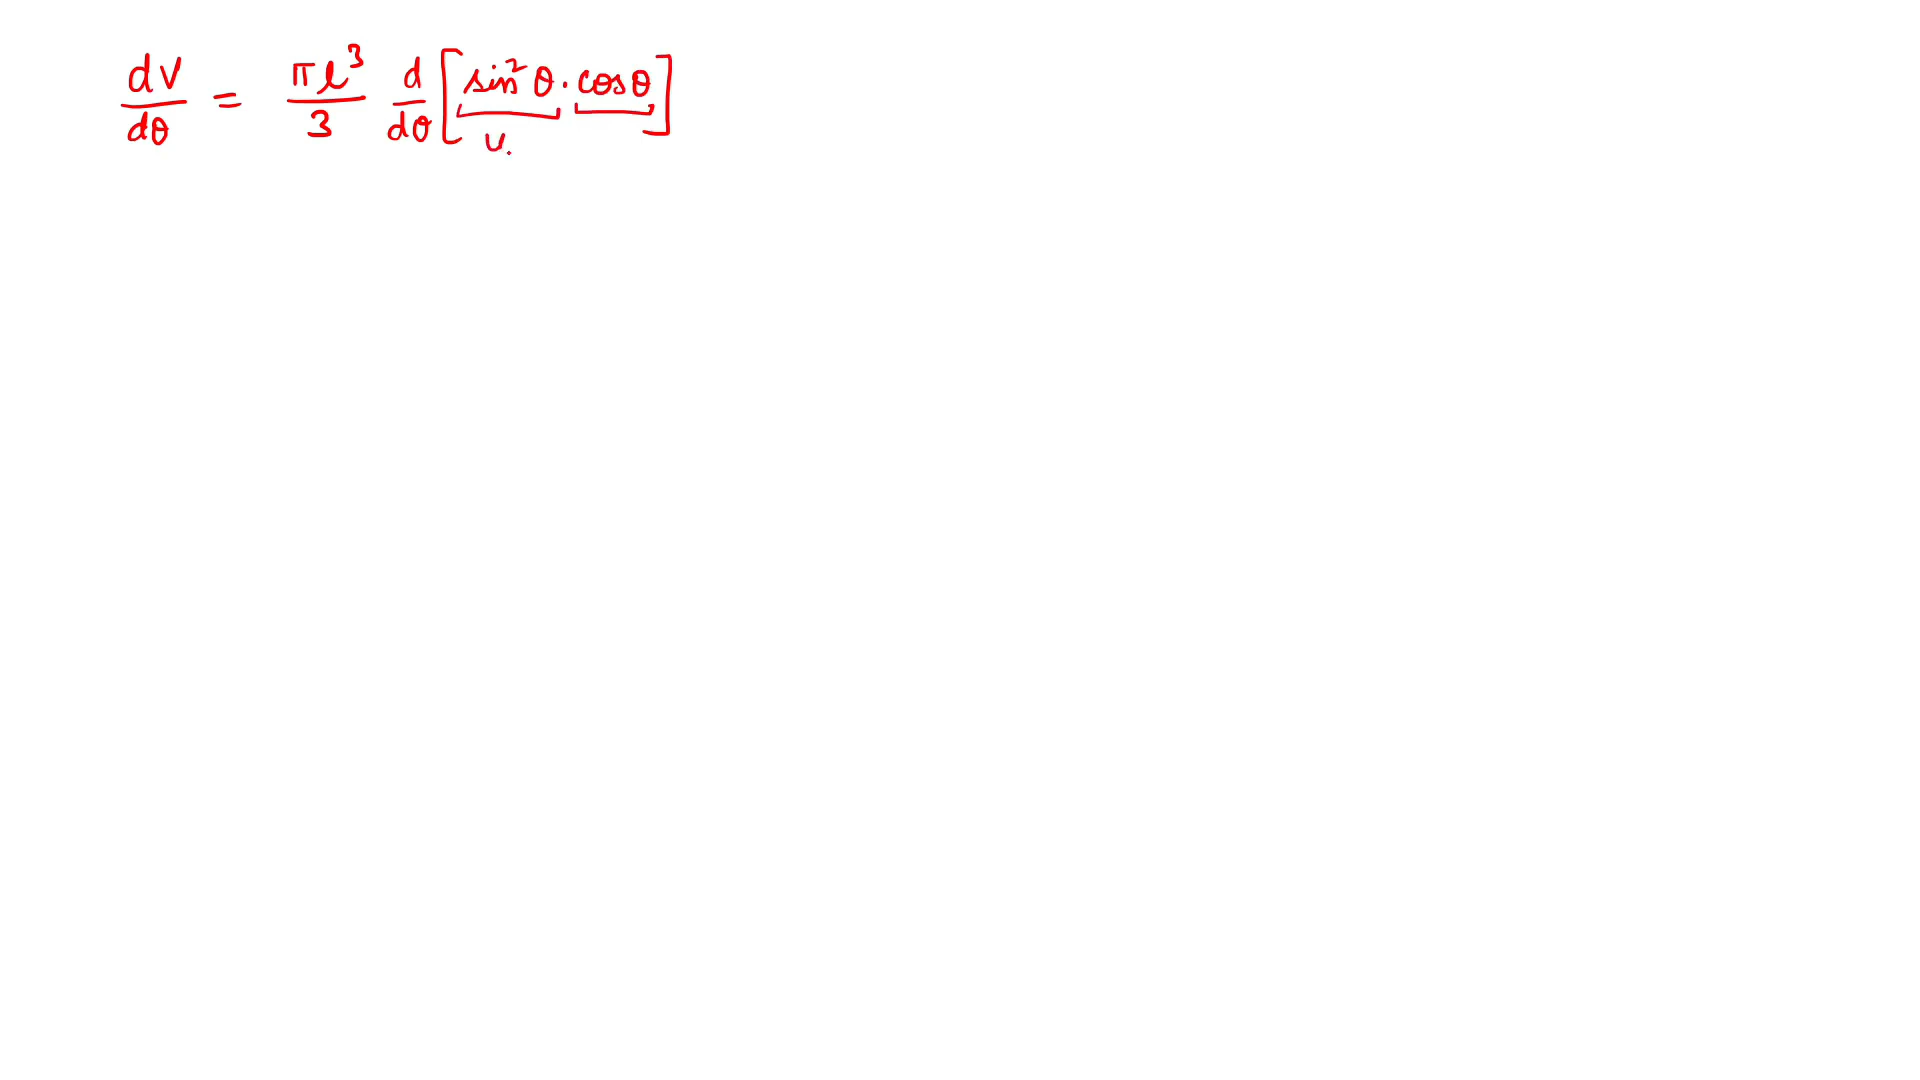 dV/dθ = πl³/3 d/dθ [sin²θ · cosθ]
u.